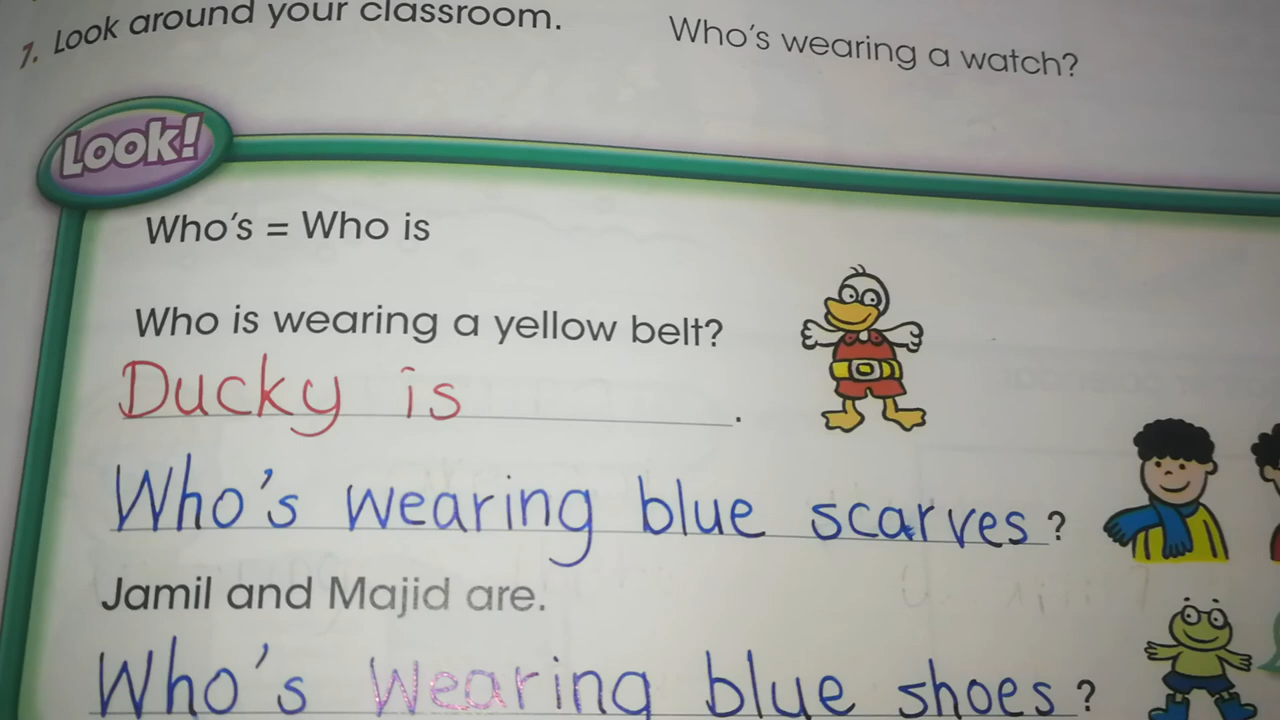 7. Look around your classroom. Who's wearing a watch?
Look!
Who's = Who is
Who is wearing a yellow belt?
Ducky is .
Who's wearing blue scarves?
Jamil and Majid are.
Who's wearing blue shoes?